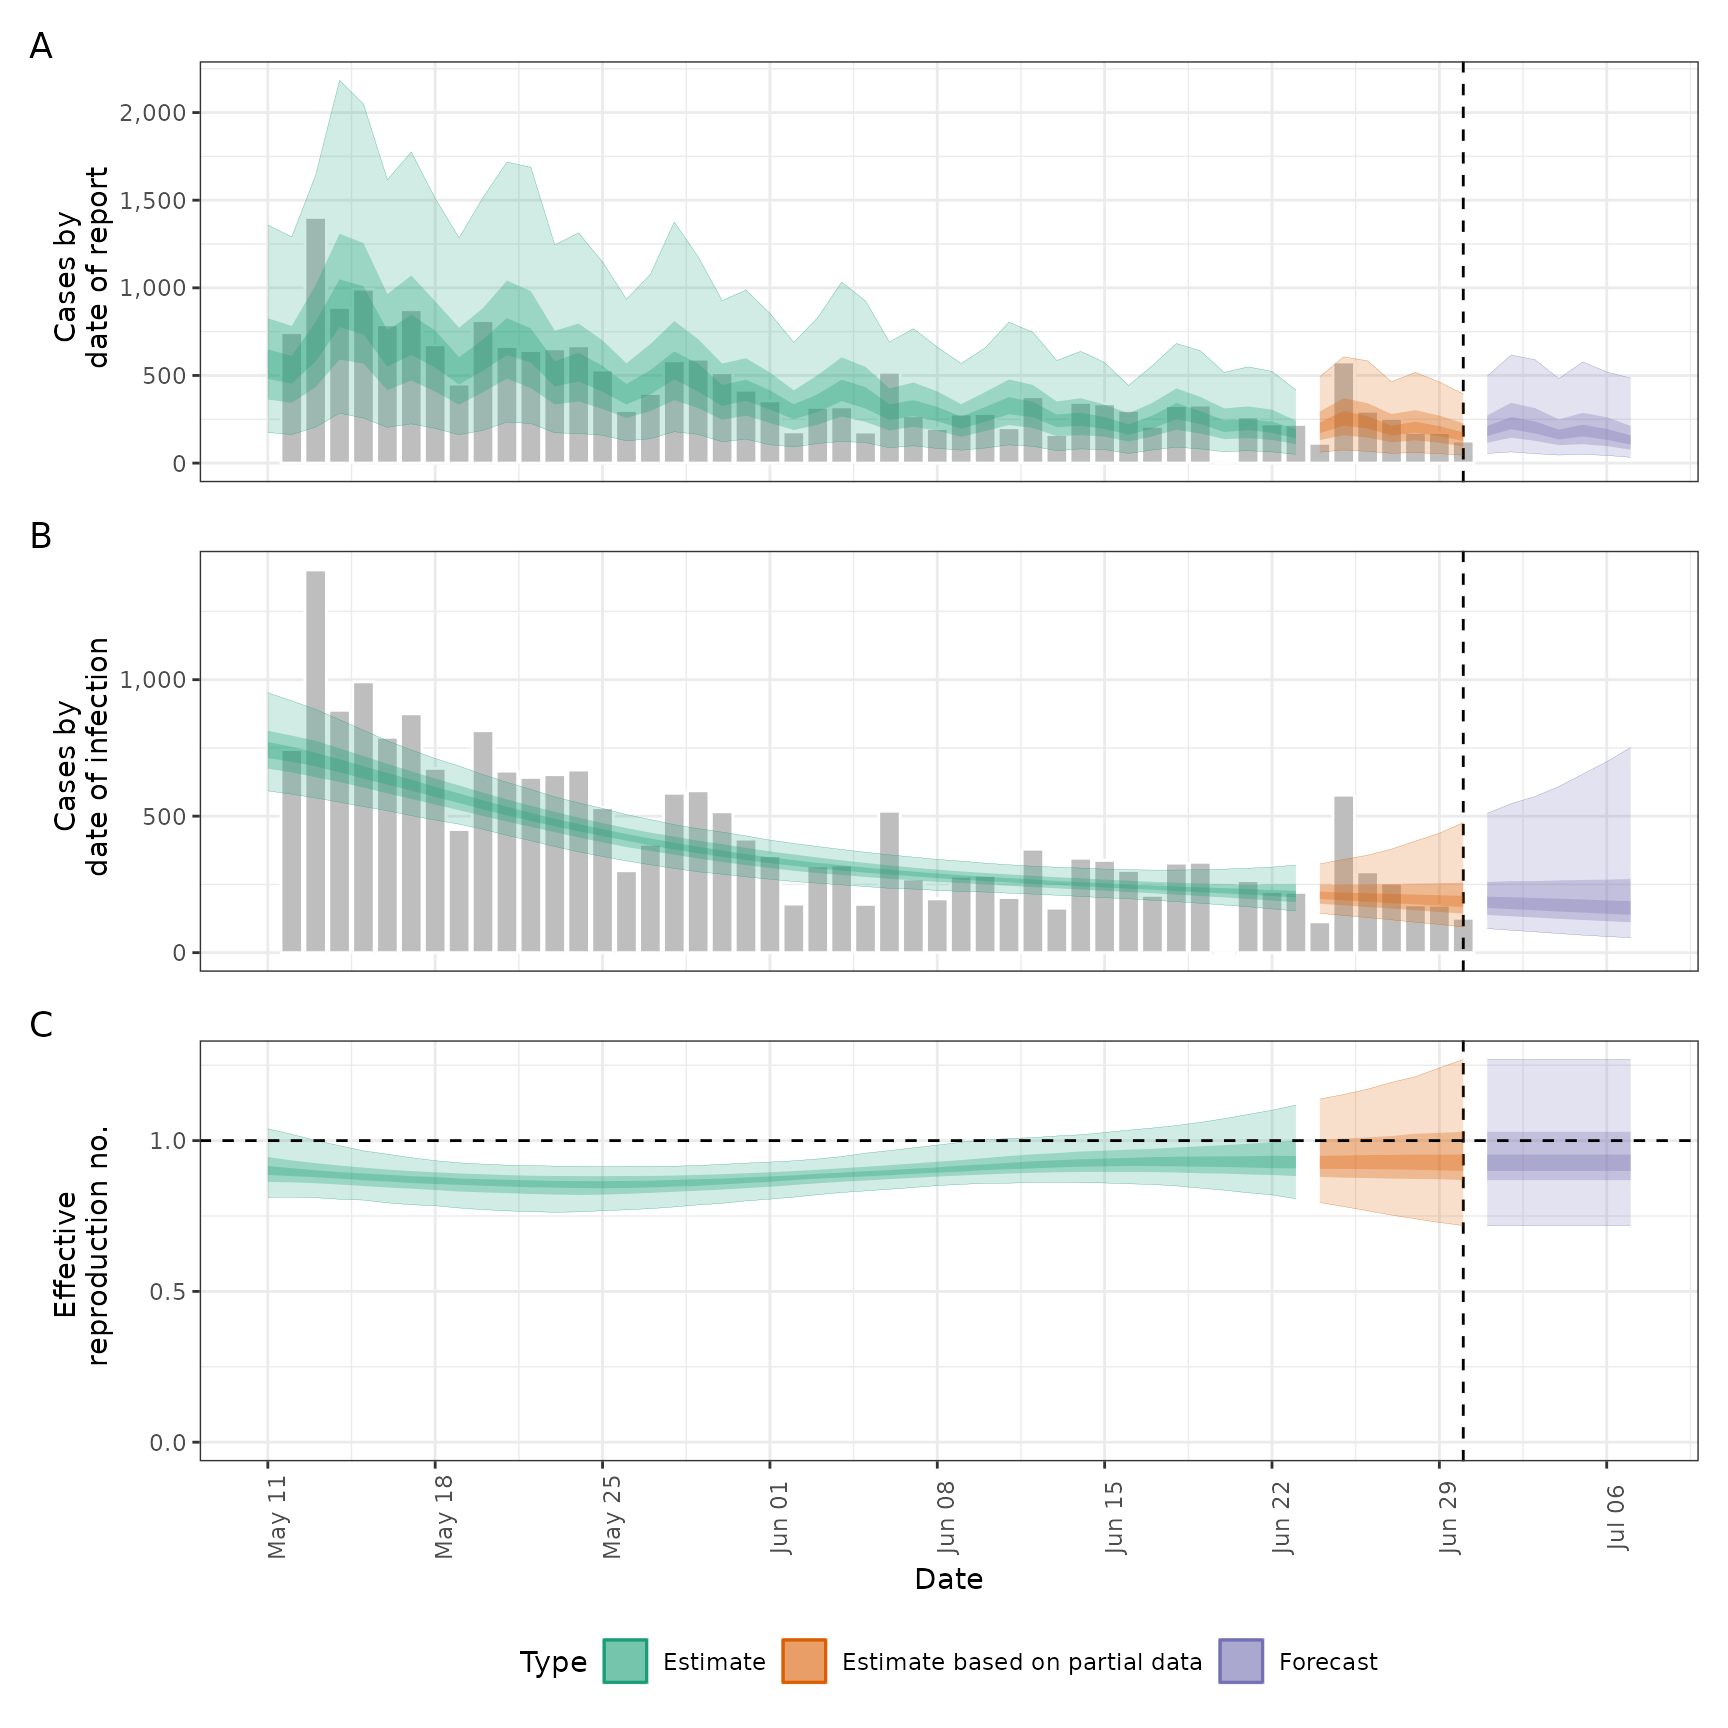 A
Cases by
date of report
2,000
1,500
1,000
500
0
B
Cases by
date of infection
1,000
500
0
C
Effective
reproduction no.
1.0
0.5
0.0
May 11
May 18
May 25
Jun 01
Jun 08
Jun 15
Jun 22
Jun 29
Jul 06
Date
Type Estimate Estimate based on partial data Forecast